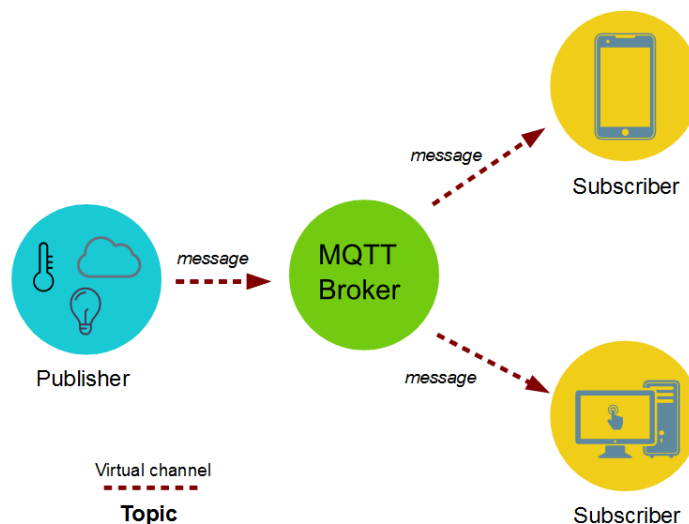 message
Subscriber
message
MQTT
Broker
Publisher
message
Subscriber
Virtual channel
Topic